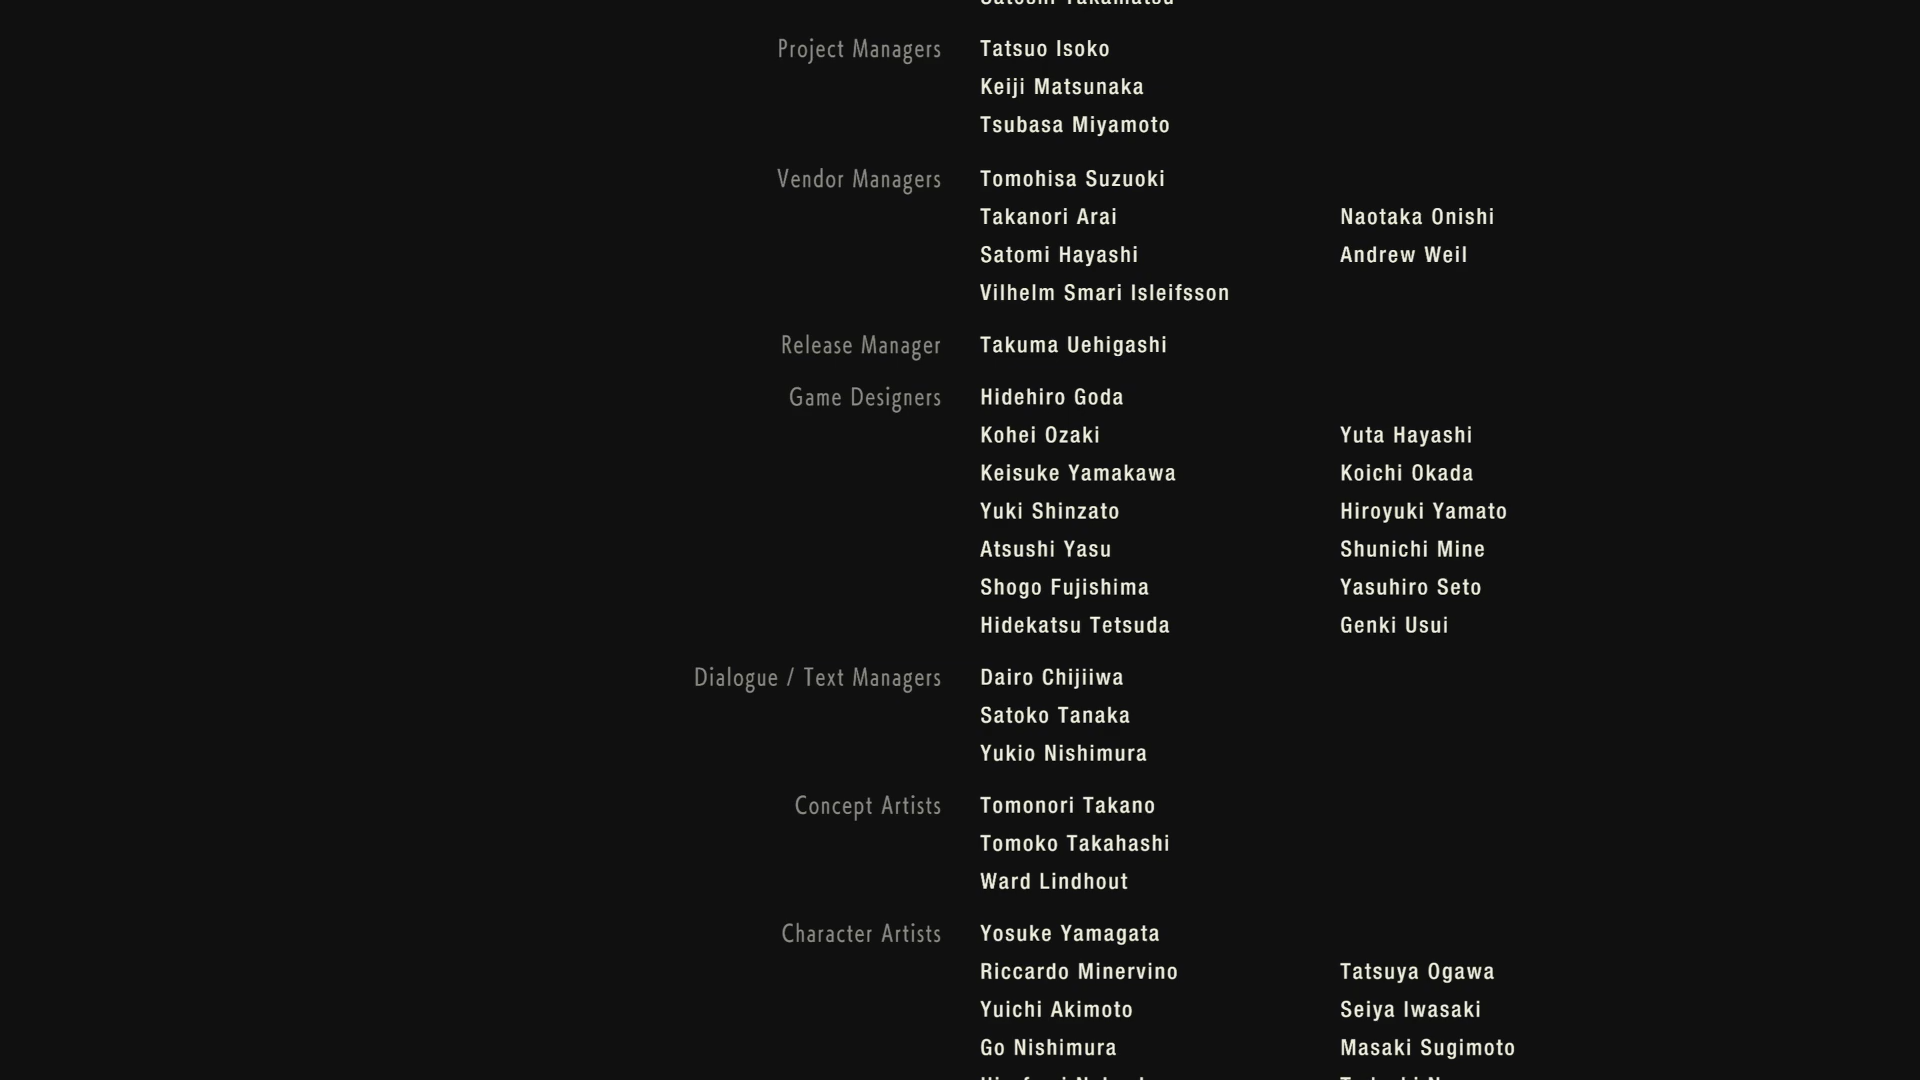 Project Managers Tatsuo Isoko
Keiji Matsunaka
Tsubasa Miyamoto
Vendor Managers Tomohisa Suzuoki
Takanori Arai Naotaka Onishi
Satomi Hayashi Andrew Weil
Vilhelm Smari Isleifsson
Release Manager Takuma Uehigashi
Game Designers Hidehiro Goda
Kohei Ozaki Yuta Hayashi
Keisuke Yamakawa Koichi Okada
Yuki Shinzato Hiroyuki Yamato
Atsushi Yasu Shunichi Mine
Shogo Fujishima Yasuhiro Seto
Hidekatsu Tetsuda Genki Usui
Dialogue / Text Managers Dairo Chijiiwa
Satoko Tanaka
Yukio Nishimura
Concept Artists Tomonori Takano
Tomoko Takahashi
Ward Lindhout
Character Artists Yosuke Yamagata
Riccardo Minervino Tatsuya Ogawa
Yuichi Akimoto Seiya Iwasaki
Go Nishimura Masaki Sugimoto